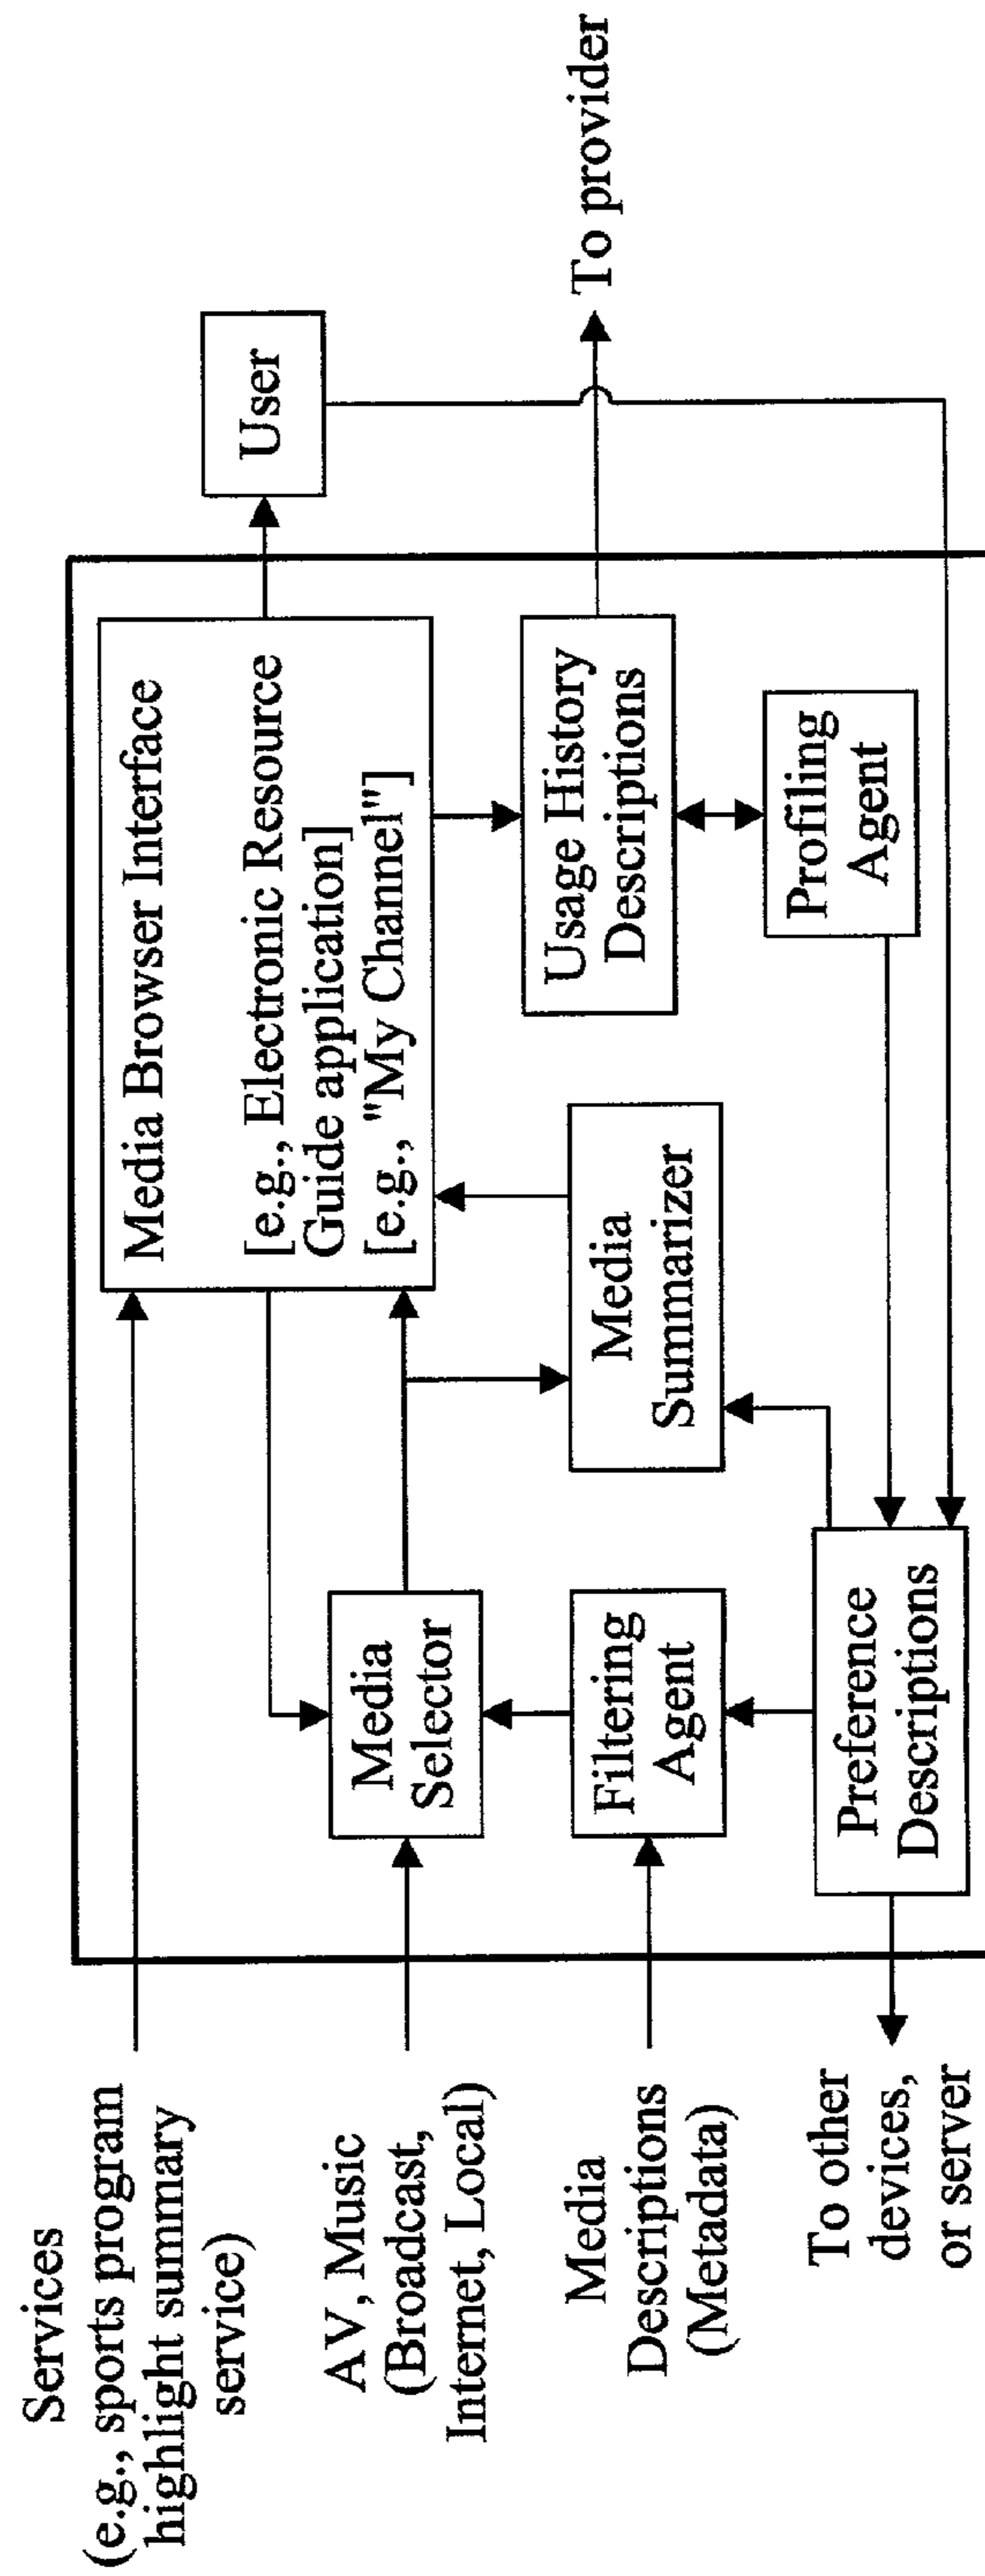 Services
(e.g., sports program
highlight summary
service)
AV, Music
(Broadcast,
Internet, Local)
Media
Descriptions
(Metadata)
To other
devices,
or server
Media
Selector
Filtering
Agent
Preference
Descriptions
Media
Summarizer
Media Browser Interface
[e.g., Electronic Resource
Guide application]
[e.g., "My Channel"]
Usage History
Descriptions
Profiling
Agent
User
To provider